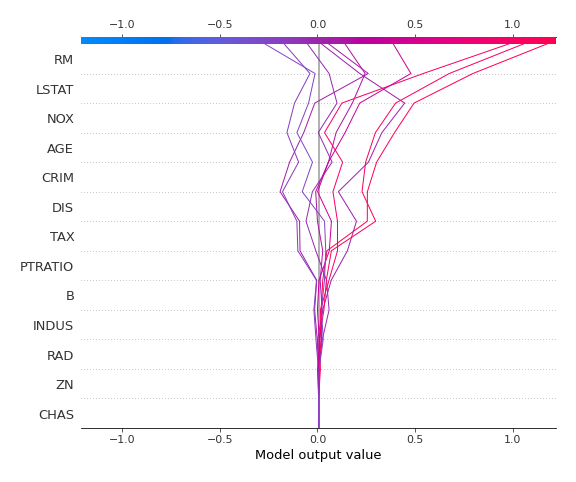 −1.0 −0.5 0.0 0.5 1.0
RM
LSTAT
NOX
AGE
CRIM
DIS
TAX
PTRATIO
B
INDUS
RAD
ZN
CHAS
−1.0 −0.5 0.0 0.5 1.0
Model output value